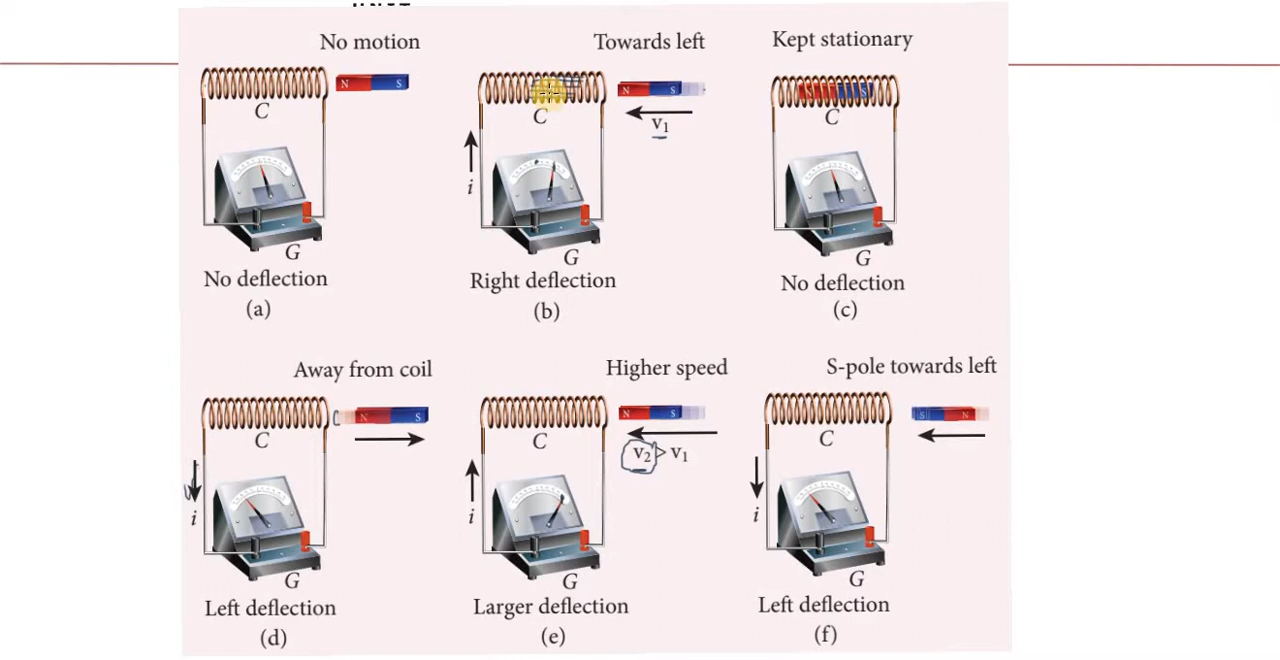 No motion
N S
C
G
No deflection
(a)
Towards left
N S
C
v1
i
G
Right deflection
(b)
Kept stationary
S
C
G
No deflection
(c)
Away from coil
N S
C
i
G
Left deflection
(d)
Higher speed
N S
C
v2 > v1
i
G
Larger deflection
(e)
S-pole towards left
S N
C
i
G
Left deflection
(f)